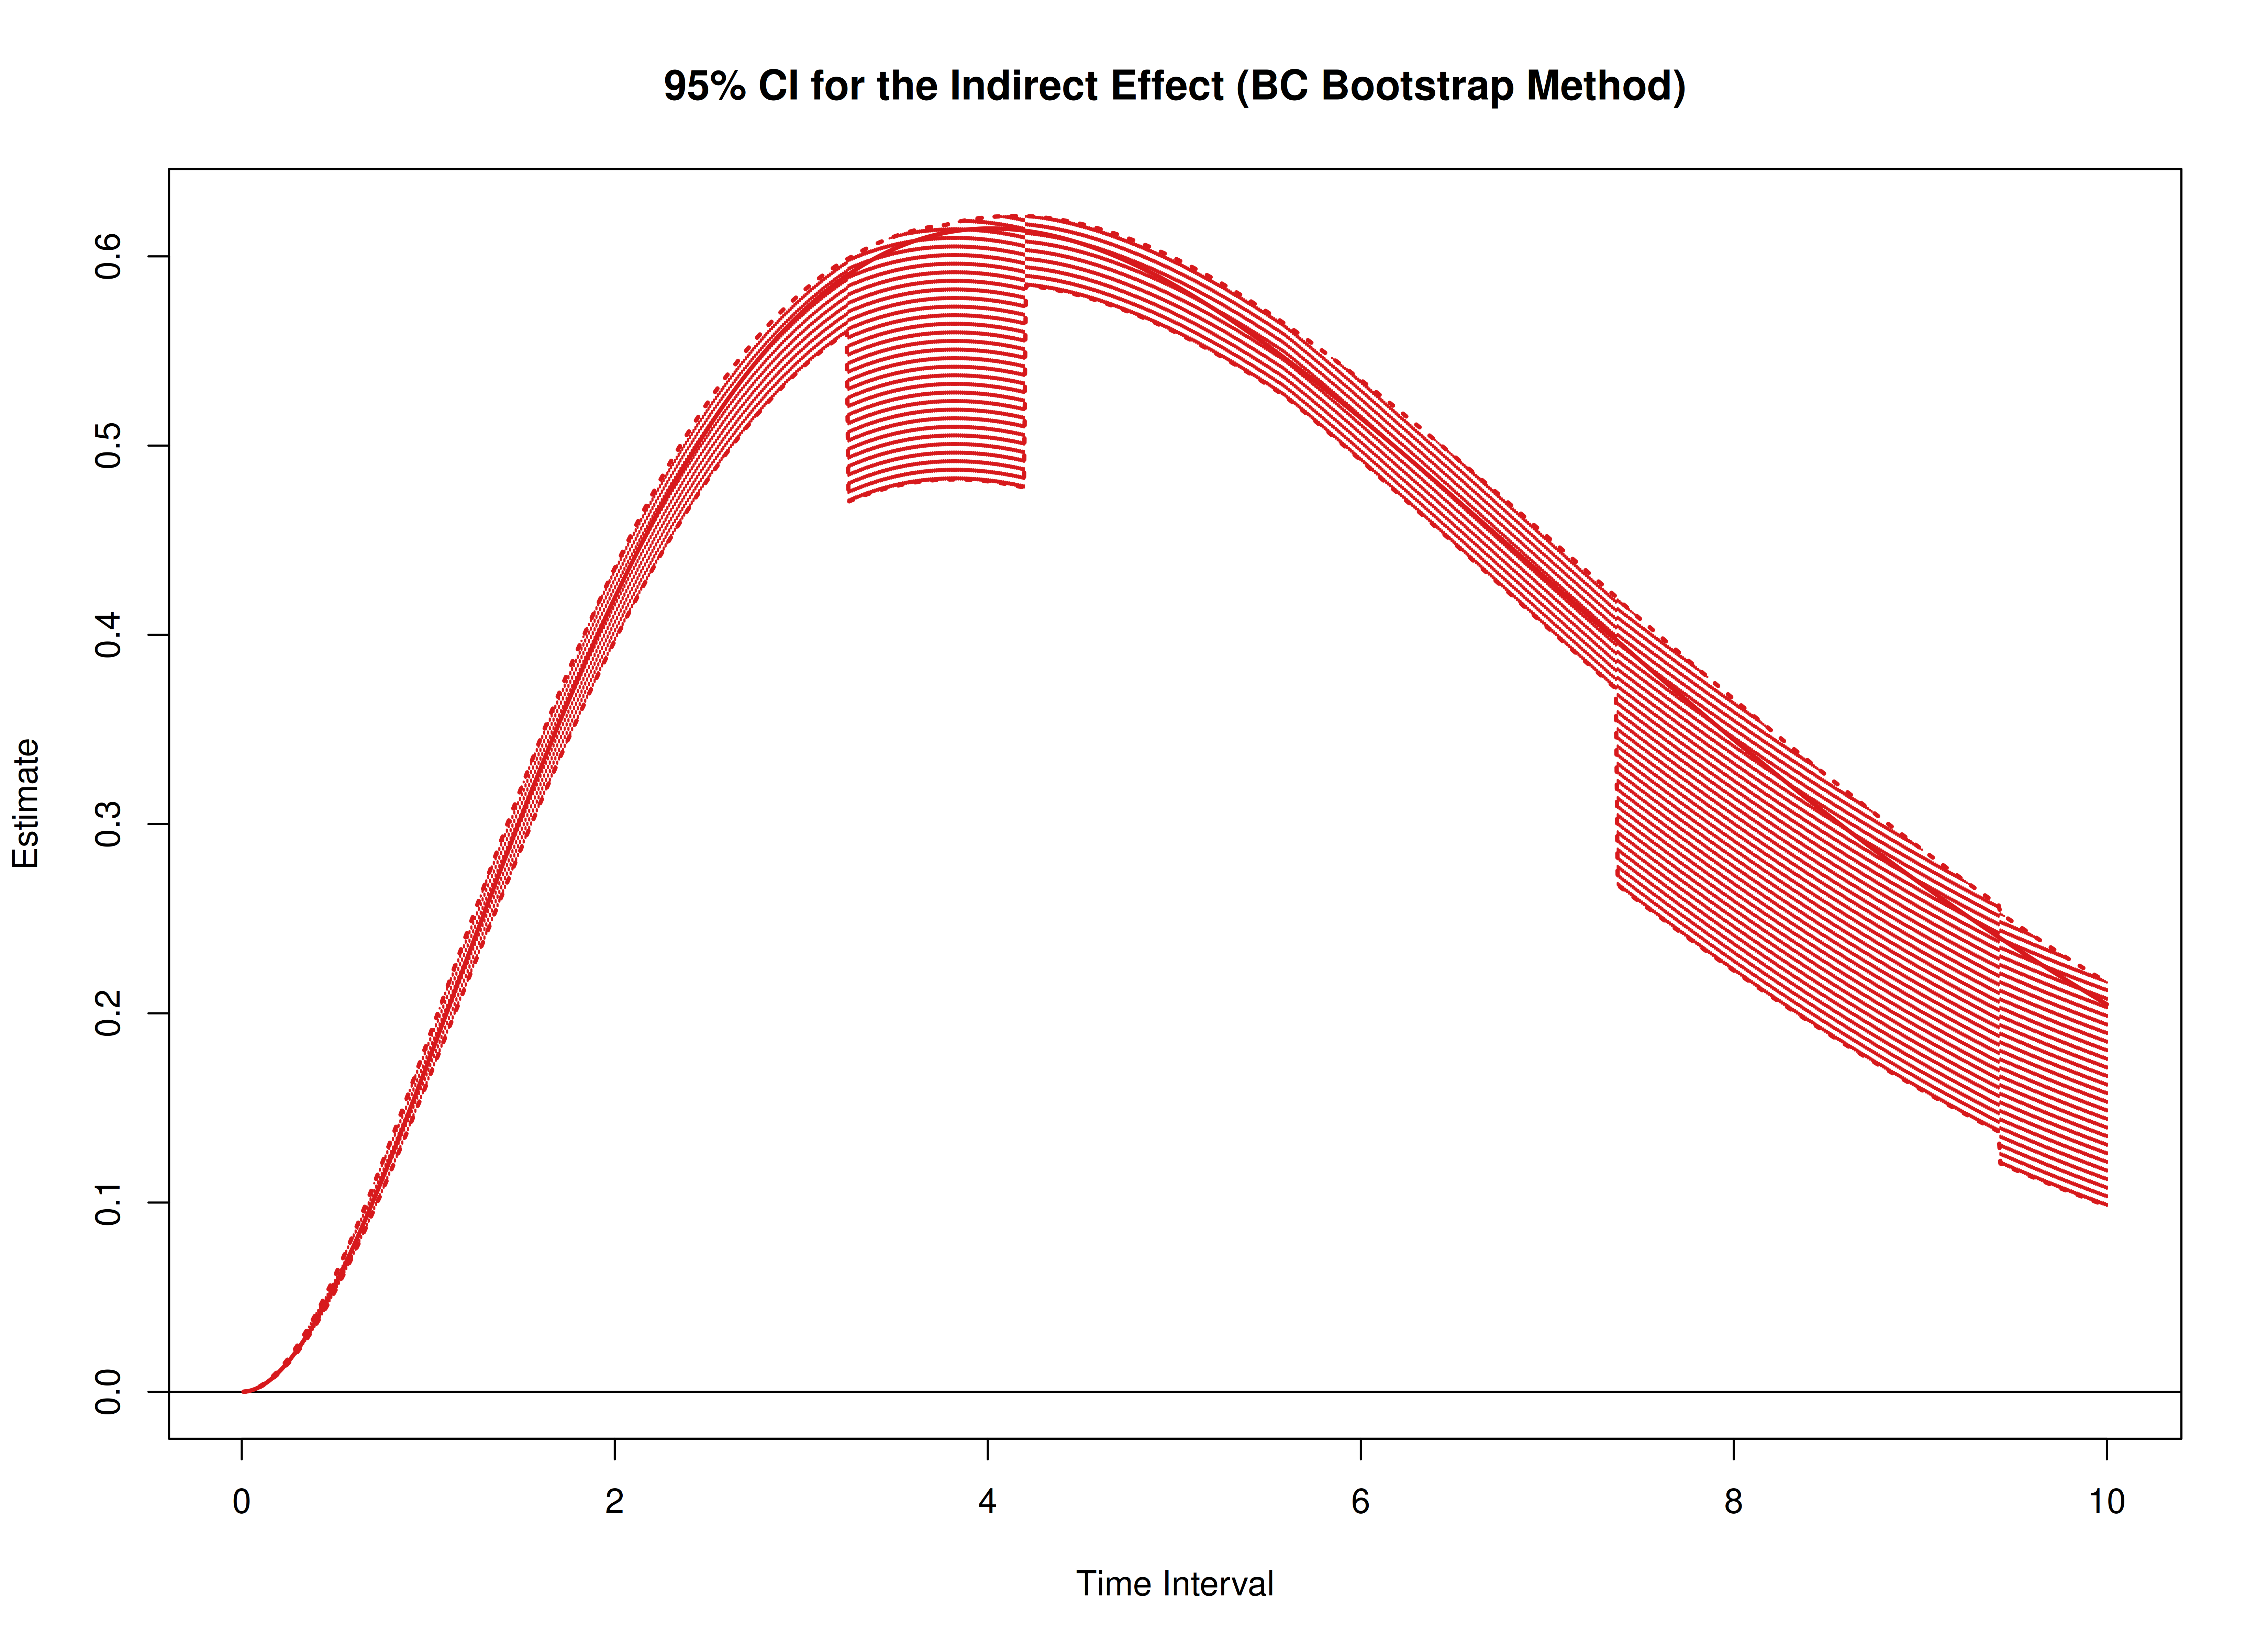 95% CI for the Indirect Effect (BC Bootstrap Method)
Estimate
0.6
0.5
0.4
0.3
0.2
0.1
0.0
0 2 4 6 8 10
Time Interval